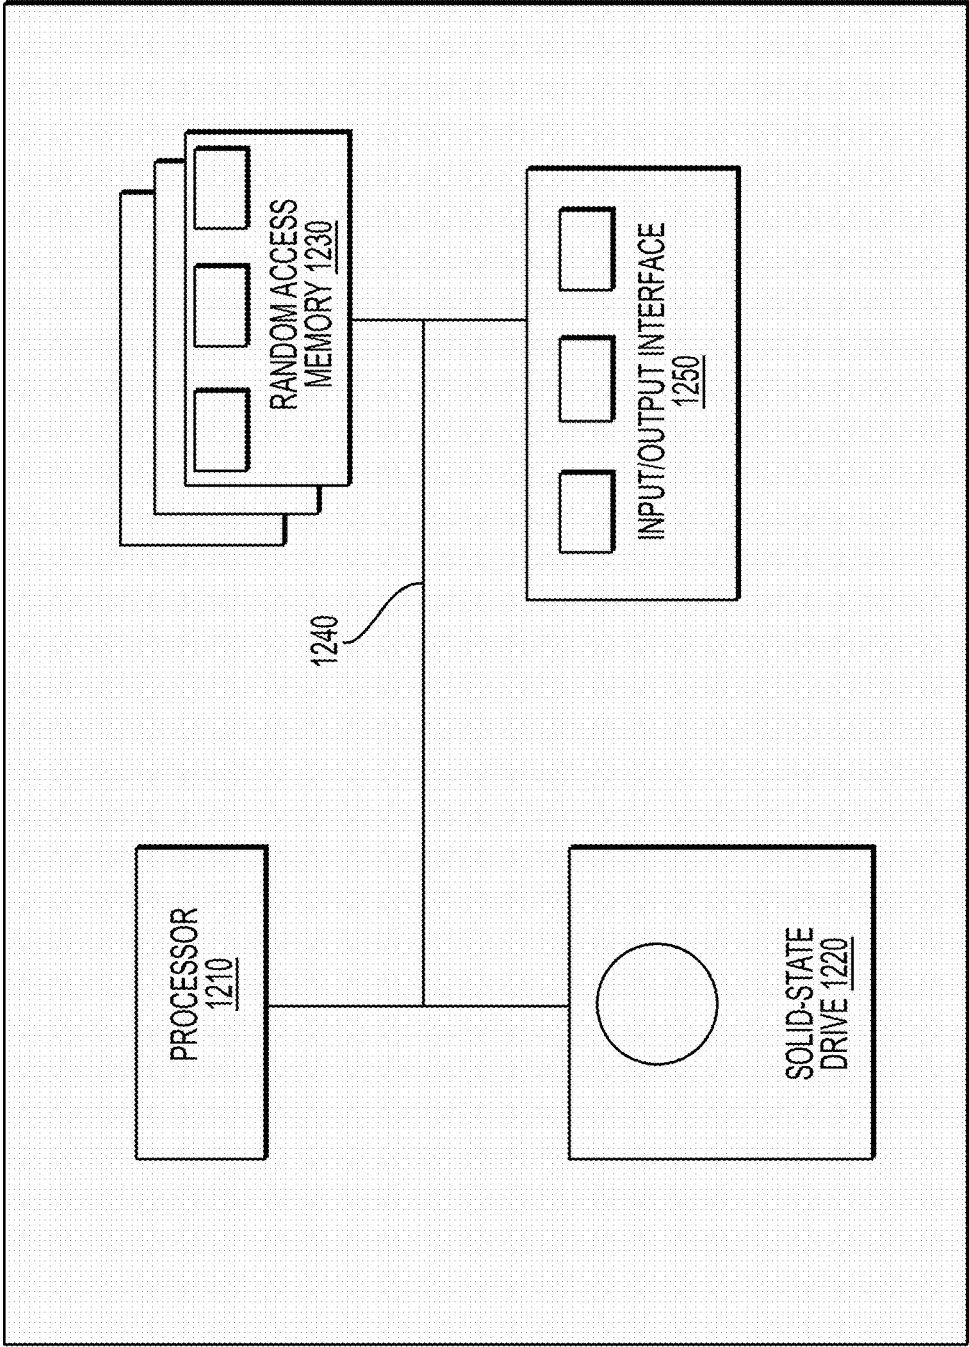 PROCESSOR
1210
RANDOM ACCESS
MEMORY 1230
1240
SOLID-STATE
DRIVE 1220
INPUT/OUTPUT INTERFACE
1250